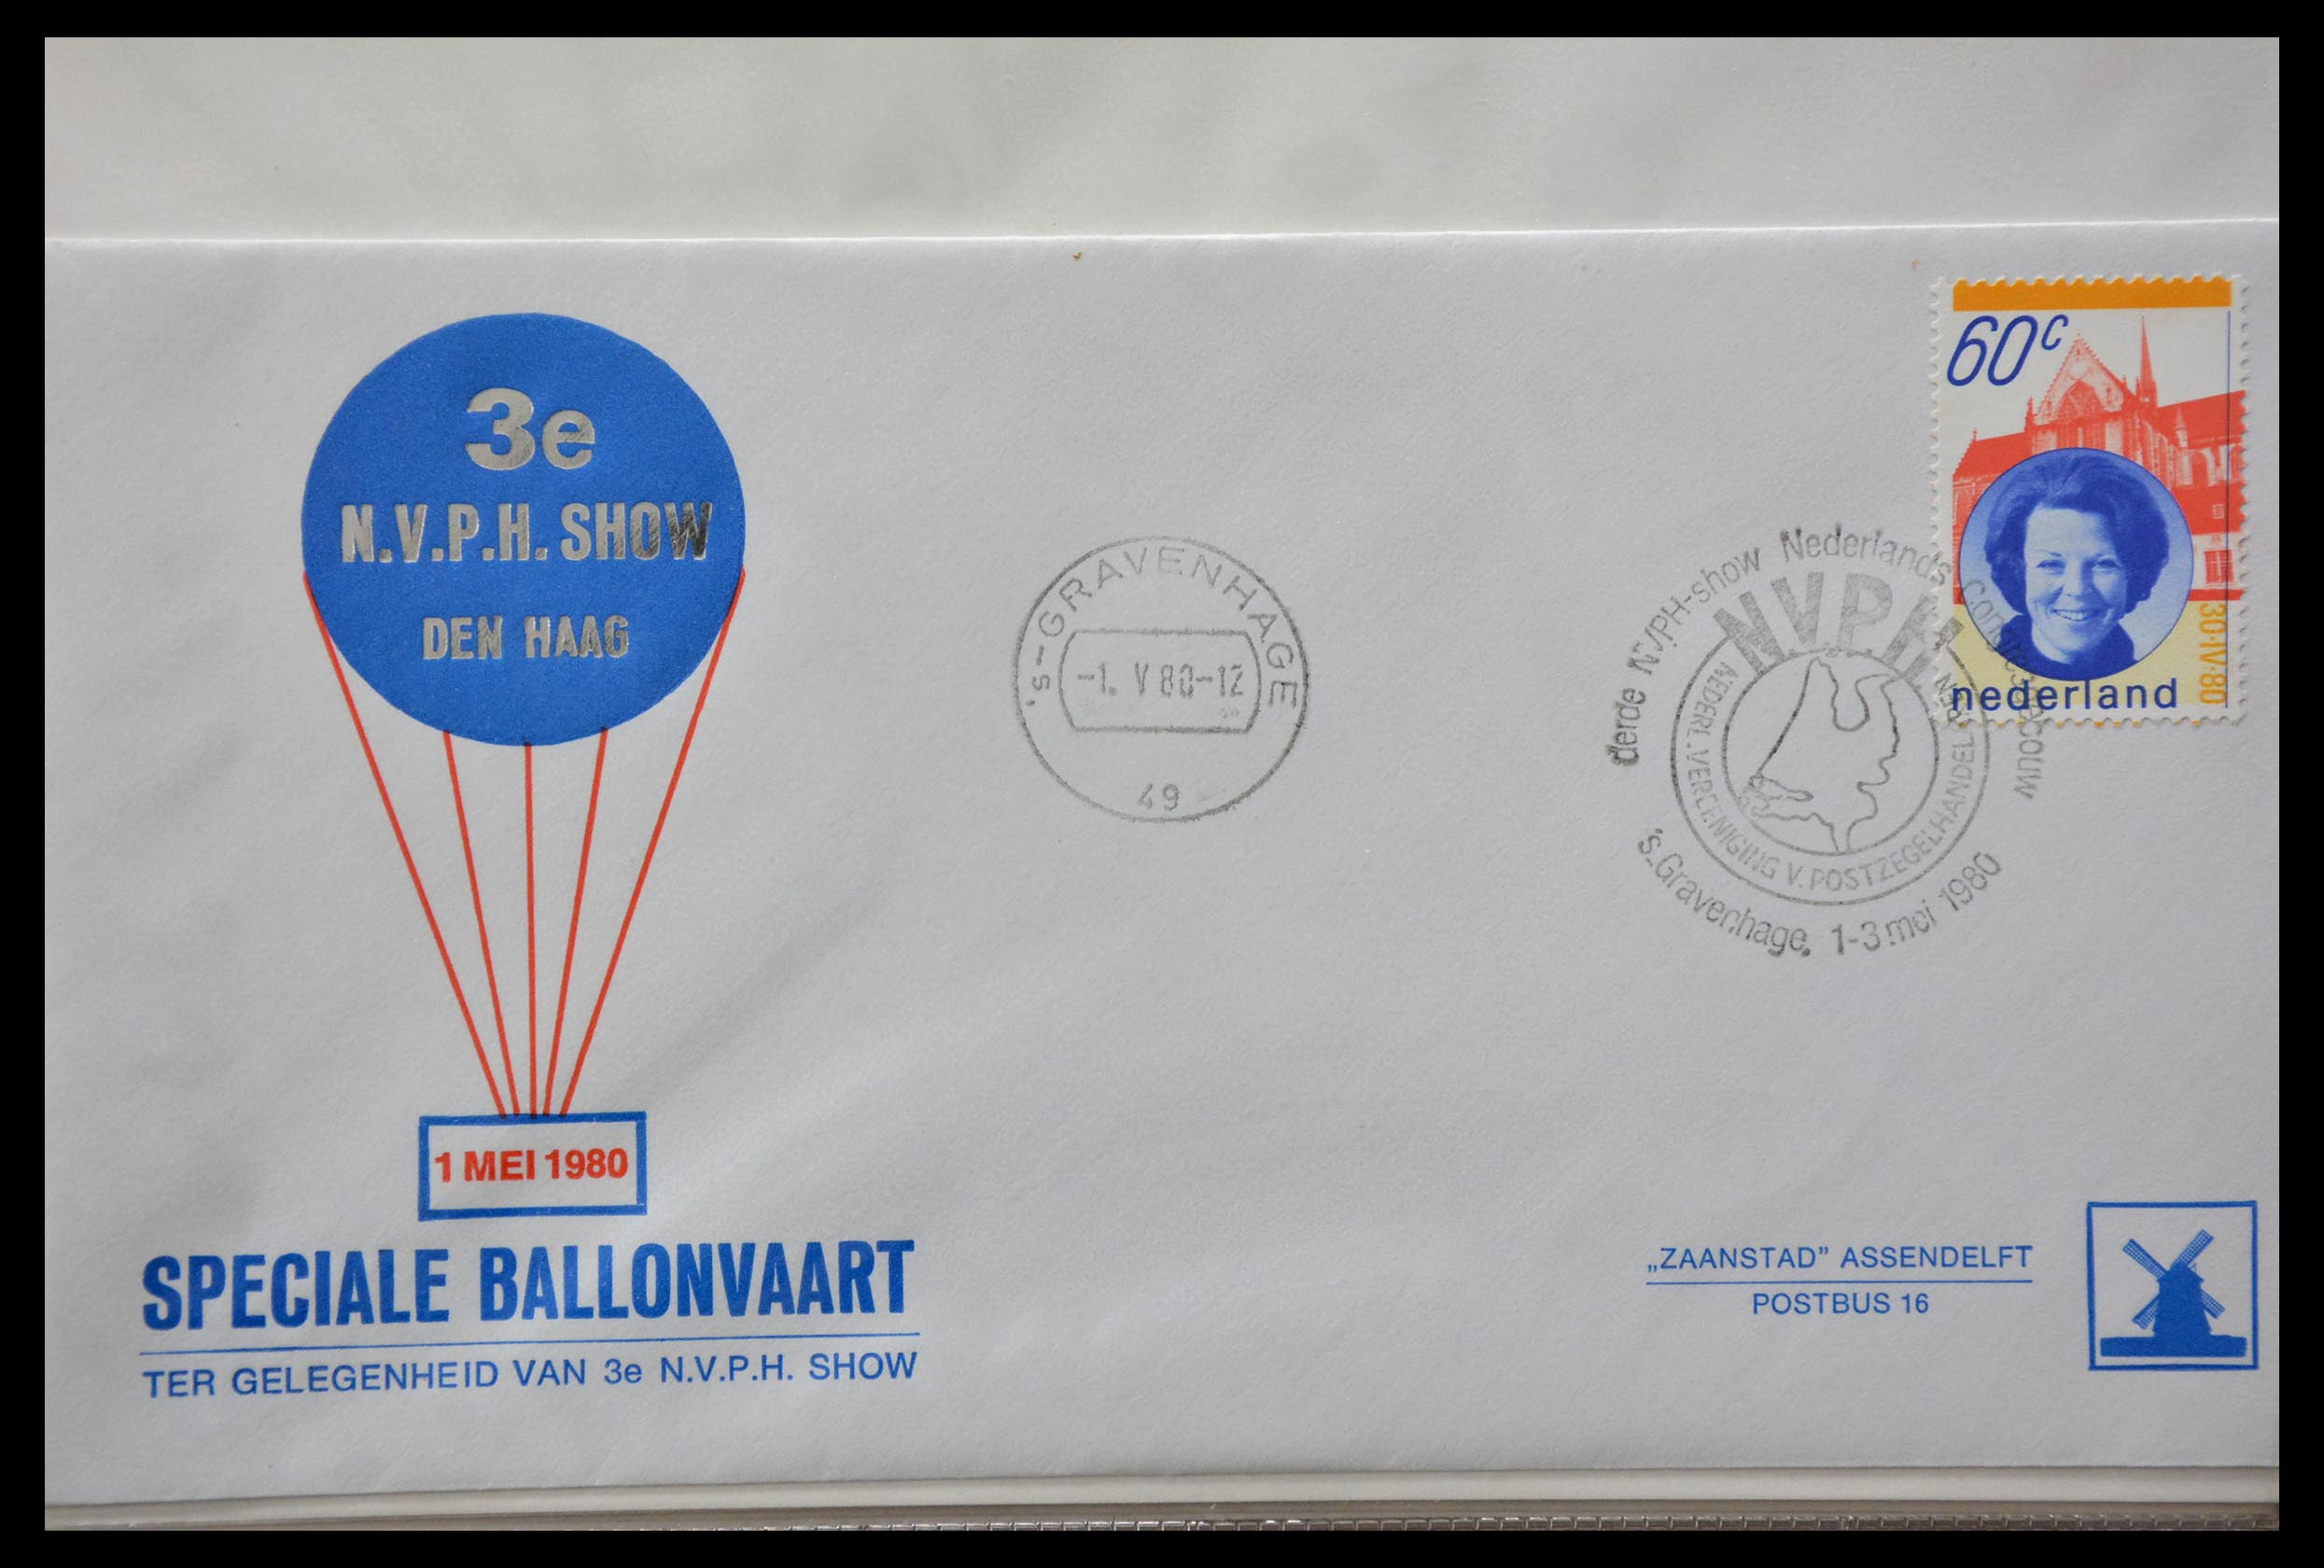 3e
N.V.P.H. SHOW
DEN HAAG
1 MEI 1980
SPECIALE BALLONVAART
TER GELEGENHEID VAN 3e N.V.P.H. SHOW
's-GRAVENHAGE
-1. V 80-12
49
derde NVPH-show Nederlands Congresgebouw
N.V.P.H.
NEDERL. VERENIGING V. POSTZEGELHANDEL
's-Gravenhage, 1-3 mei 1980
60c
30·IV·80
nederland
„ZAANSTAD” ASSENDELFT
POSTBUS 16